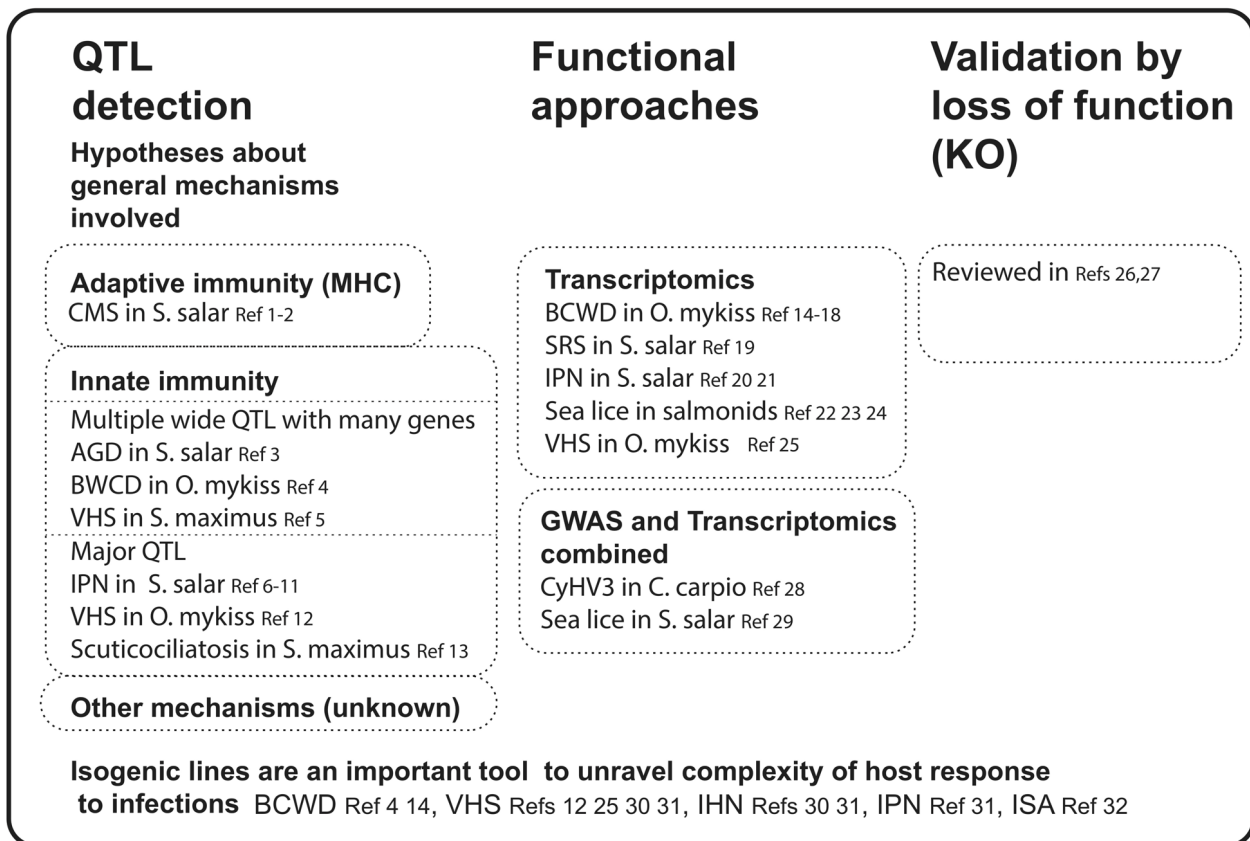 QTL
detection
Hypotheses about
general mechanisms
involved
Adaptive immunity (MHC)
CMS in S. salar Ref 1-2
Innate immunity
Multiple wide QTL with many genes
AGD in S. salar Ref 3
BWCD in O. mykiss Ref 4
VHS in S. maximus Ref 5
Major QTL
IPN in S. salar Ref 6-11
VHS in O. mykiss Ref 12
Scuticociliatosis in S. maximus Ref 13
Other mechanisms (unknown)
Functional
approaches
Transcriptomics
BCWD in O. mykiss Ref 14-18
SRS in S. salar Ref 19
IPN in S. salar Ref 20 21
Sea lice in salmonids Ref 22 23 24
VHS in O. mykiss Ref 25
GWAS and Transcriptomics
combined
CyHV3 in C. carpio Ref 28
Sea lice in S. salar Ref 29
Validation by
loss of function
(KO)
Reviewed in Refs 26,27
Isogenic lines are an important tool to unravel complexity of host response
to infections BCWD Ref 4 14, VHS Refs 12 25 30 31, IHN Refs 30 31, IPN Ref 31, ISA Ref 32